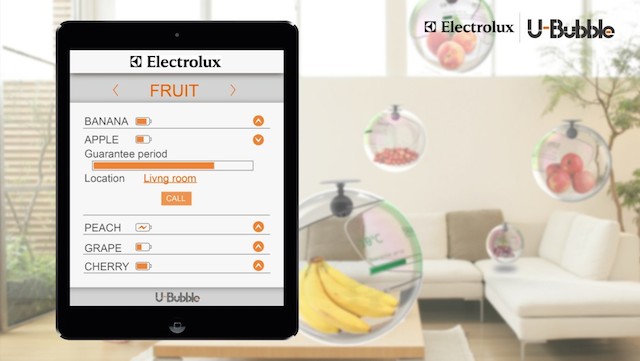 Electrolux
FRUIT
BANANA
APPLE
Guarantee period
Location Livng room
CALL
PEACH
GRAPE
CHERRY
U-Bubble
Electrolux U-Bubble